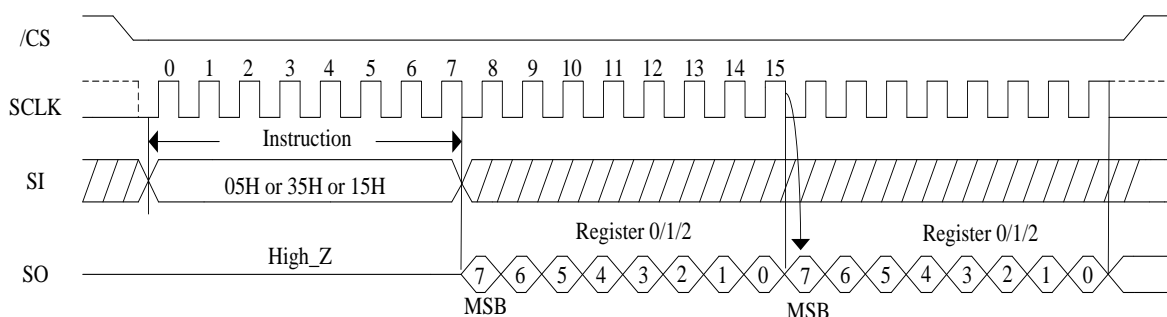 /CS
0 1 2 3 4 5 6 7 8 9 10 11 12 13 14 15
SCLK
Instruction
SI
05H or 35H or 15H
Register 0/1/2
Register 0/1/2
High_Z
SO
7 6 5 4 3 2 1 0 7 6 5 4 3 2 1 0
MSB
MSB